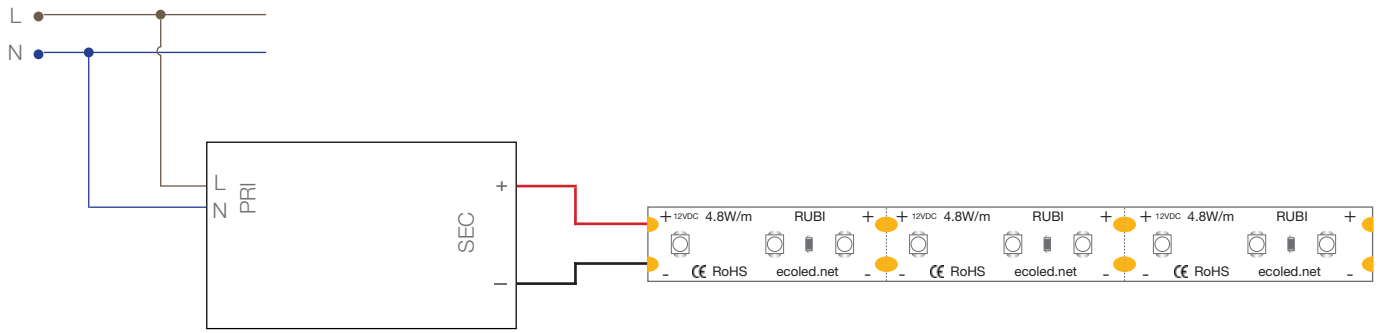 L
N
L
N
PRI
SEC
+
–
+ 12VDC 4.8W/m RUBI + + 12VDC 4.8W/m RUBI + + 12VDC 4.8W/m RUBI +
- CE RoHS ecoled.net - - CE RoHS ecoled.net - - CE RoHS ecoled.net -